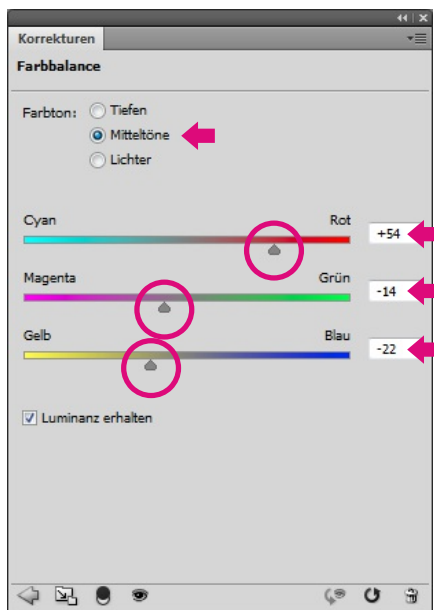 Korrekturen
Farbbalance
Farbton: Tiefen
Mitteltöne
Lichter
Cyan Rot +54
Magenta Grün -14
Gelb Blau -22
Luminanz erhalten